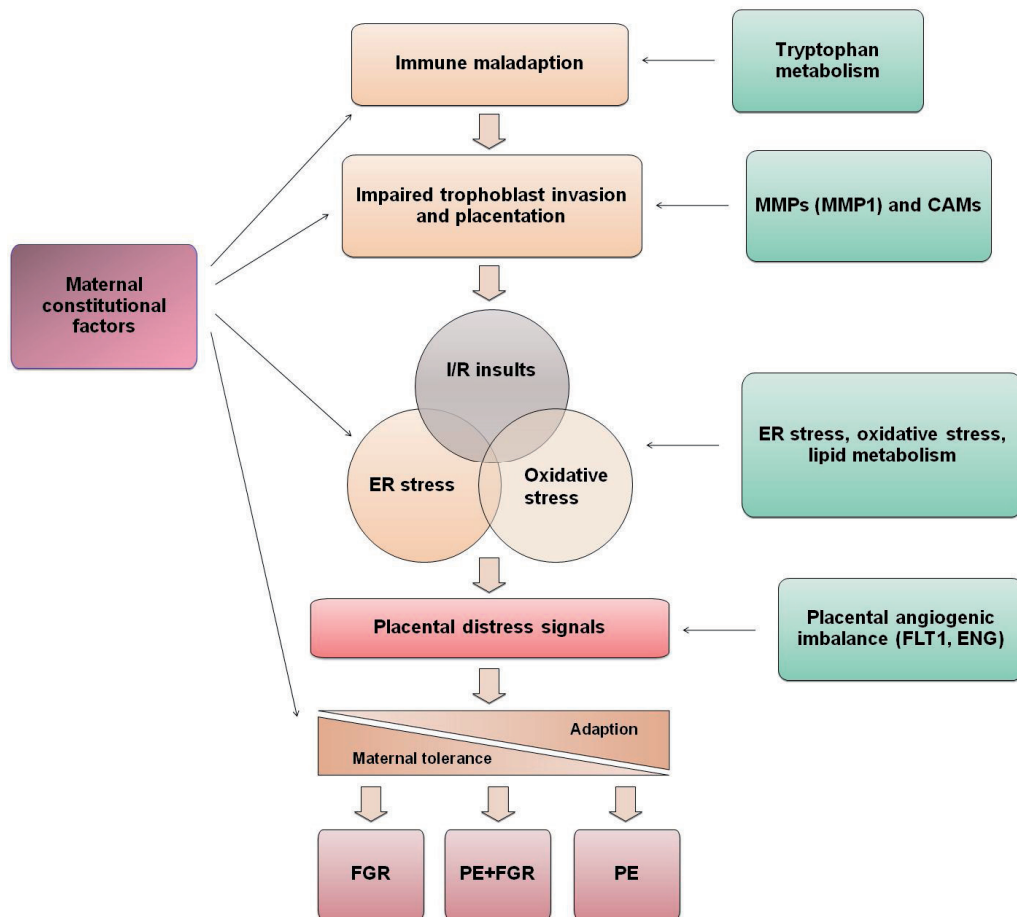 Immune maladaption
Tryptophan
metabolism
Impaired trophoblast invasion
and placentation
MMPs (MMP1) and CAMs
Maternal
constitutional
factors
I/R insults
ER stress
Oxidative
stress
ER stress, oxidative stress,
lipid metabolism
Placental distress signals
Placental angiogenic
imbalance (FLT1, ENG)
Adaption
Maternal tolerance
FGR
PE+FGR
PE